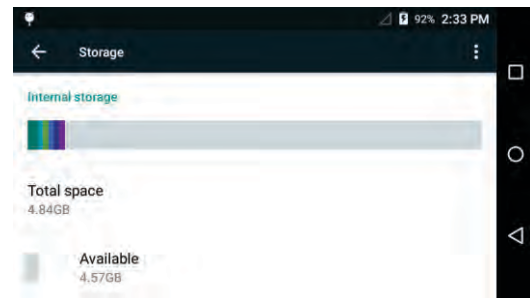 92% 2:33 PM
Storage
Internal storage
Total space
4.84GB
Available
4.57GB